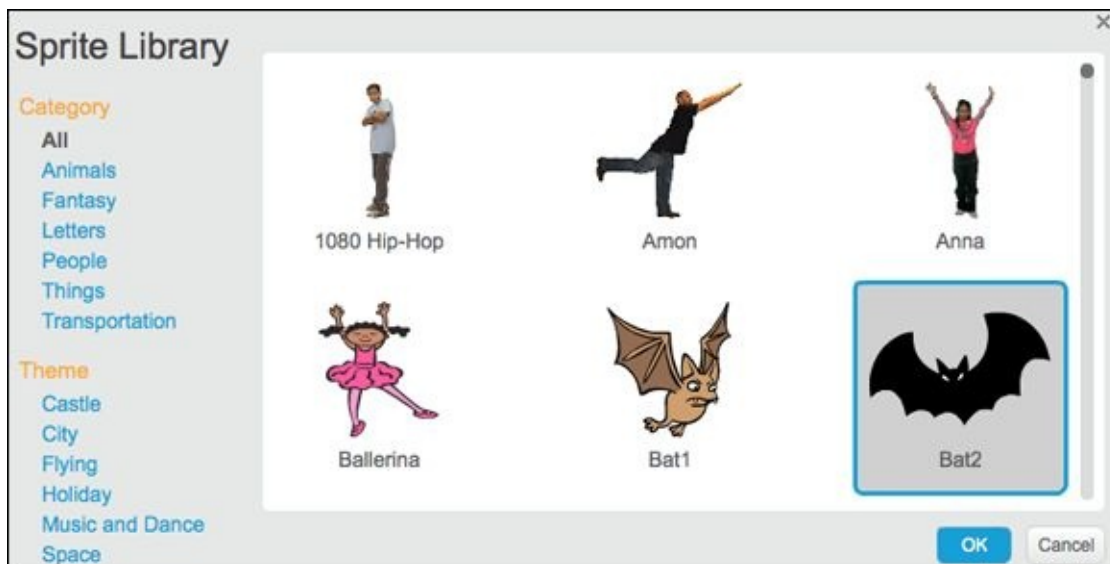 Sprite Library
Category
All
Animals
Fantasy
Letters
People
Things
Transportation
Theme
Castle
City
Flying
Holiday
Music and Dance
Space
1080 Hip-Hop
Amon
Anna
Ballerina
Bat1
Bat2
OK
Cancel